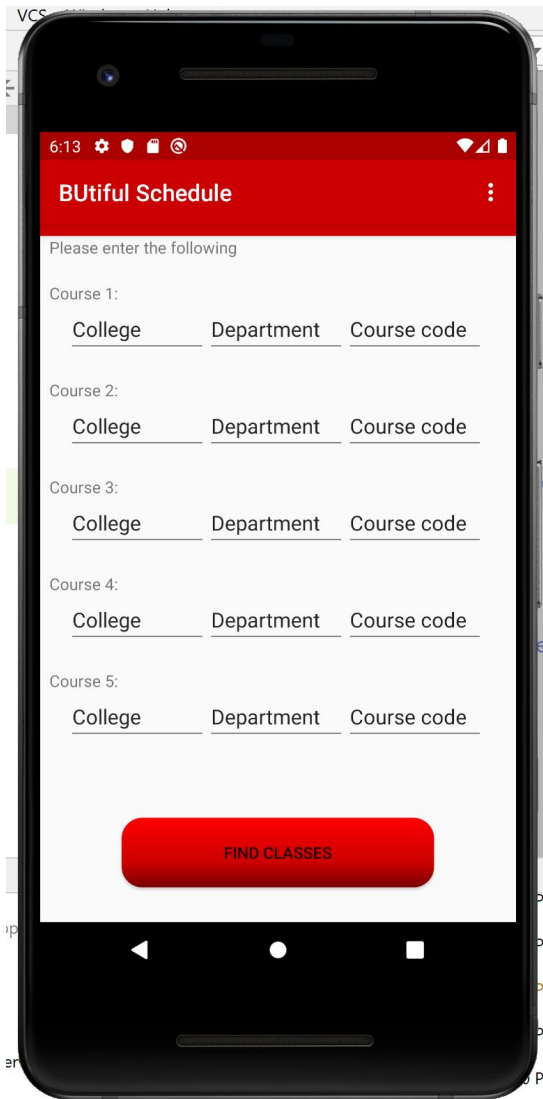 VCS
6:13
BUtiful Schedule
Please enter the following
Course 1:
College Department Course code
Course 2:
College Department Course code
Course 3:
College Department Course code
Course 4:
College Department Course code
Course 5:
College Department Course code
FIND CLASSES